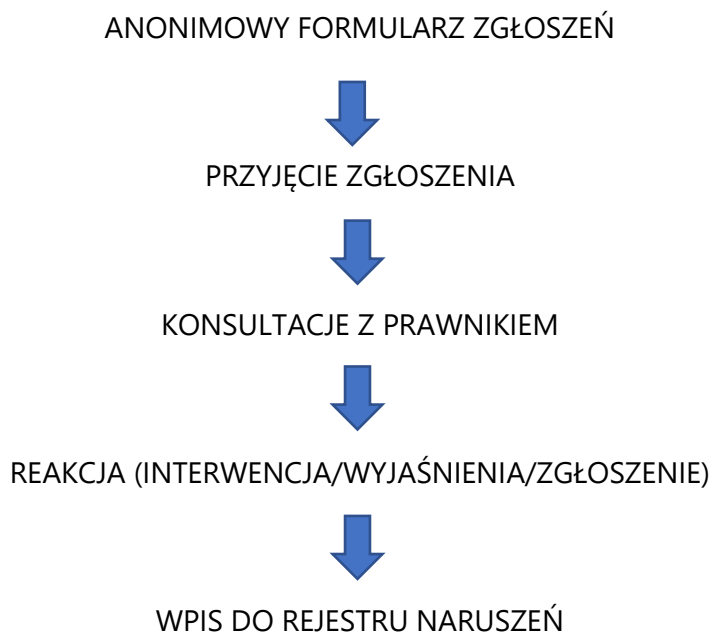 ANONIMOWY FORMULARZ ZGŁOSZEŃ
PRZYJĘCIE ZGŁOSZENIA
KONSULTACJE Z PRAWNIKIEM
REAKCJA (INTERWENCJA/WYJAŚNIENIA/ZGŁOSZENIE)
WPIS DO REJESTRU NARUSZEŃ